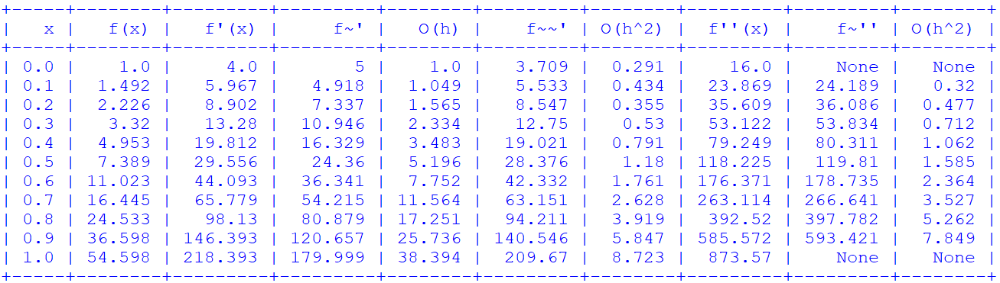 +-----+--------+---------+---------+--------+---------+--------+---------+---------+--------+
|   x |   f(x) |   f'(x) |     f~' |   O(h) |    f~~' | O(h^2) |  f''(x) |    f~'' | O(h^2) |
+-----+--------+---------+---------+--------+---------+--------+---------+---------+--------+
| 0.0 |    1.0 |     4.0 |       5 |    1.0 |   3.709 |  0.291 |    16.0 |    None |   None |
| 0.1 |  1.492 |   5.967 |   4.918 |  1.049 |   5.533 |  0.434 |  23.869 |  24.189 |   0.32 |
| 0.2 |  2.226 |   8.902 |   7.337 |  1.565 |   8.547 |  0.355 |  35.609 |  36.086 |  0.477 |
| 0.3 |   3.32 |   13.28 |  10.946 |  2.334 |   12.75 |   0.53 |  53.122 |  53.834 |  0.712 |
| 0.4 |  4.953 |  19.812 |  16.329 |  3.483 |  19.021 |  0.791 |  79.249 |  80.311 |  1.062 |
| 0.5 |  7.389 |  29.556 |   24.36 |  5.196 |  28.376 |   1.18 | 118.225 |  119.81 |  1.585 |
| 0.6 | 11.023 |  44.093 |  36.341 |  7.752 |  42.332 |  1.761 | 176.371 | 178.735 |  2.364 |
| 0.7 | 16.445 |  65.779 |  54.215 | 11.564 |  63.151 |  2.628 | 263.114 | 266.641 |  3.527 |
| 0.8 | 24.533 |   98.13 |  80.879 | 17.251 |  94.211 |  3.919 |  392.52 | 397.782 |  5.262 |
| 0.9 | 36.598 | 146.393 | 120.657 | 25.736 | 140.546 |  5.847 | 585.572 | 593.421 |  7.849 |
| 1.0 | 54.598 | 218.393 | 179.999 | 38.394 |  209.67 |  8.723 |  873.57 |    None |   None |
+-----+--------+---------+---------+--------+---------+--------+---------+---------+--------+